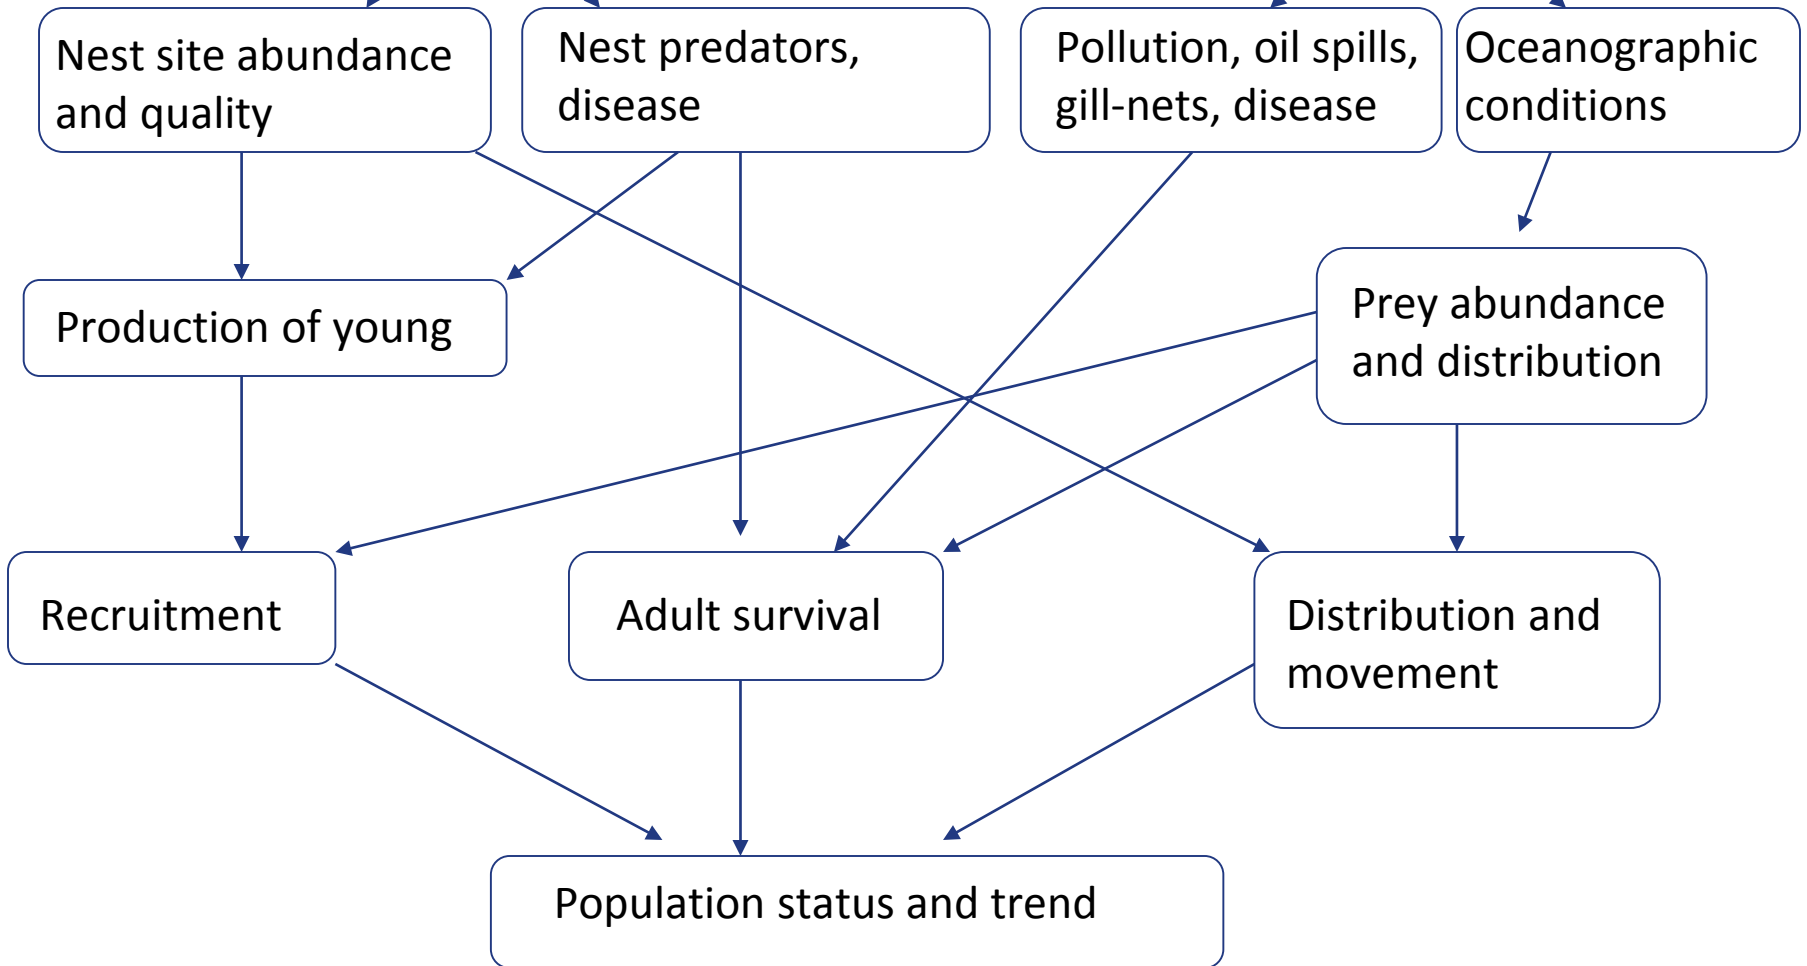 Nest site abundance
and quality
Nest predators,
disease
Pollution, oil spills,
gill-nets, disease
Oceanographic
conditions
Production of young
Prey abundance
and distribution
Recruitment
Adult survival
Distribution and
movement
Population status and trend